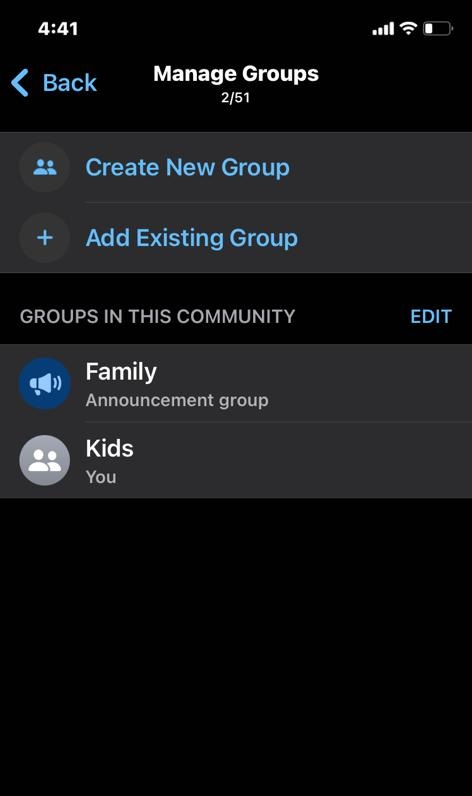 4:41
Back
Manage Groups
2/51
Create New Group
Add Existing Group
GROUPS IN THIS COMMUNITY EDIT
Family
Announcement group
Kids
You